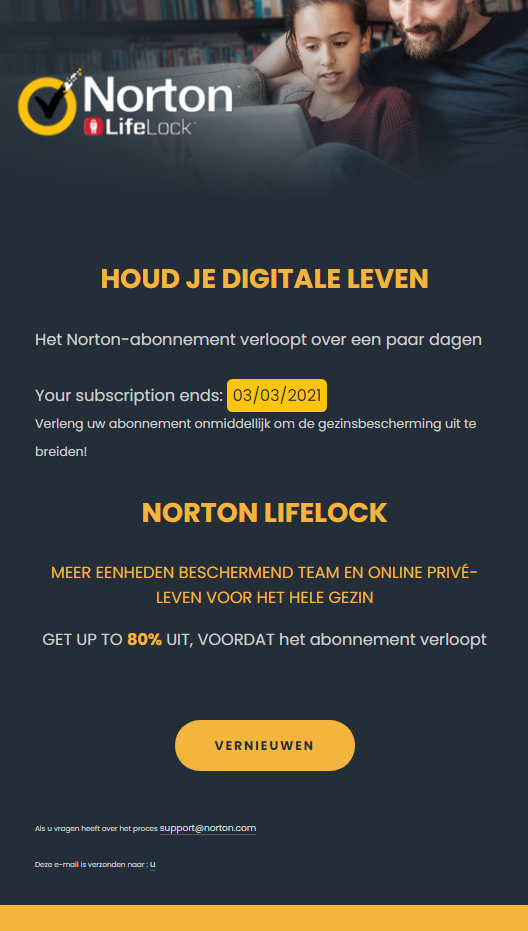 Norton
LifeLock
HOUD JE DIGITALE LEVEN
Het Norton-abonnement verloopt over een paar dagen
Your subscription ends: 03/03/2021
Verleng uw abonnement onmiddellijk om de gezinsbescherming uit te
breiden!
NORTON LIFELOCK
MEER EENHEDEN BESCHERMEND TEAM EN ONLINE PRIVÉ-
LEVEN VOOR HET HELE GEZIN
GET UP TO 80% UIT, VOORDAT het abonnement verloopt
VERNIEUWEN
Als u vragen heeft over het proces support@norton.com
Deze e-mail is verzonden naar : u